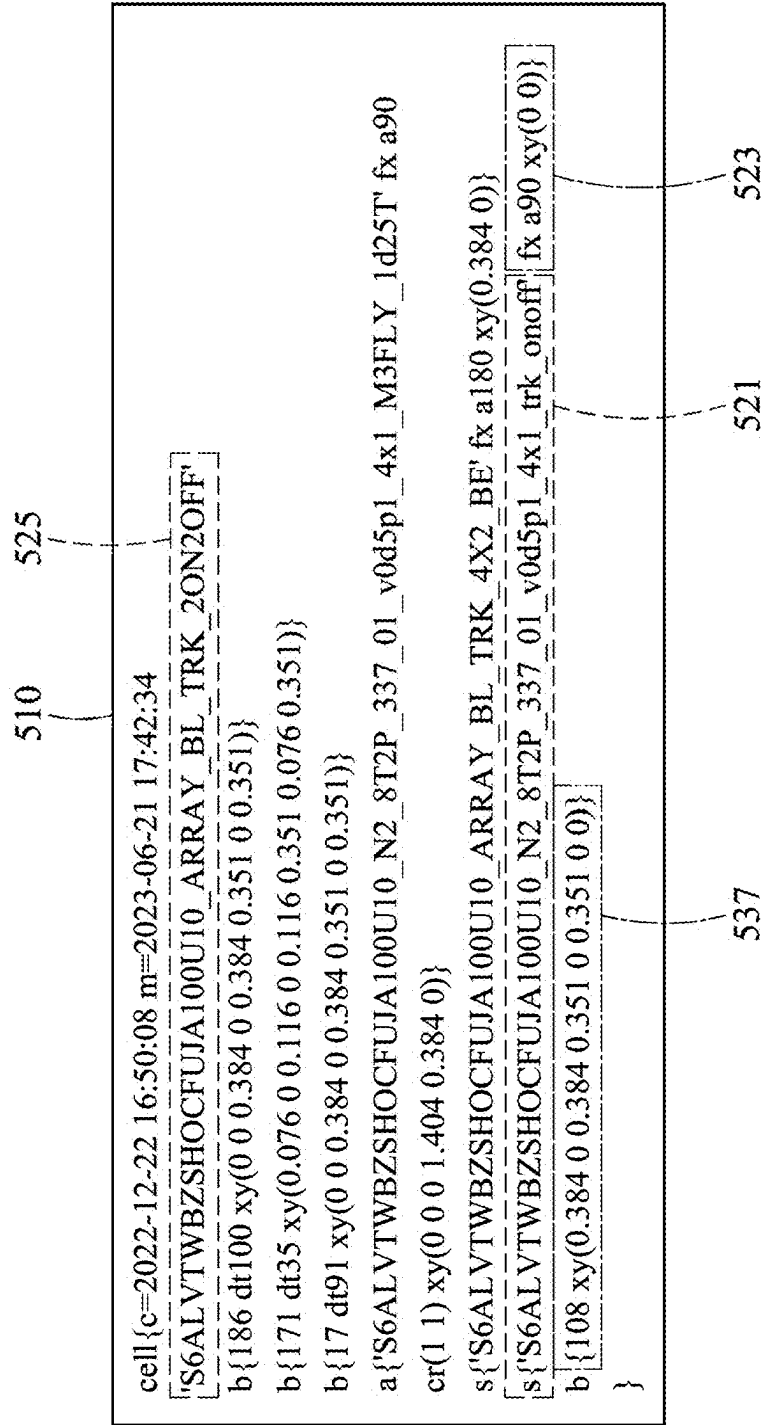 510
525
cell{c=2022-12-22 16:50:08 m=2023-06-21 17:42:34
'S6ALVTWBZSHOCFUJA100U10_ARRAY_BL_TRK_2ON2OFF'
b{186 dt100 xy(0 0 0.384 0 0.384 0.351 0 0.351)}
b{171 dt35 xy(0.076 0 0.116 0 0.116 0.351 0.076 0.351)}
b{17 dt91 xy(0 0 0.384 0 0.384 0.351 0 0.351)}
a{'S6ALVTWBZSHOCFUJA100U10_N2_8T2P_337_01_v0d5p1_4x1_M3FLY_1d25T' fx a90
cr(1 1) xy(0 0 0 1.404 0.384 0)}
s{'S6ALVTWBZSHOCFUJA100U10_ARRAY_BL_TRK_4X2_BE' fx a180 xy(0.384 0)}
s{'S6ALVTWBZSHOCFUJA100U10_N2_8T2P_337_01_v0d5p1_4x1_trk_onoff' fx a90 xy(0 0)}
b{108 xy(0.384 0 0.384 0.351 0 0.351 0 0)}
}
537
521
523